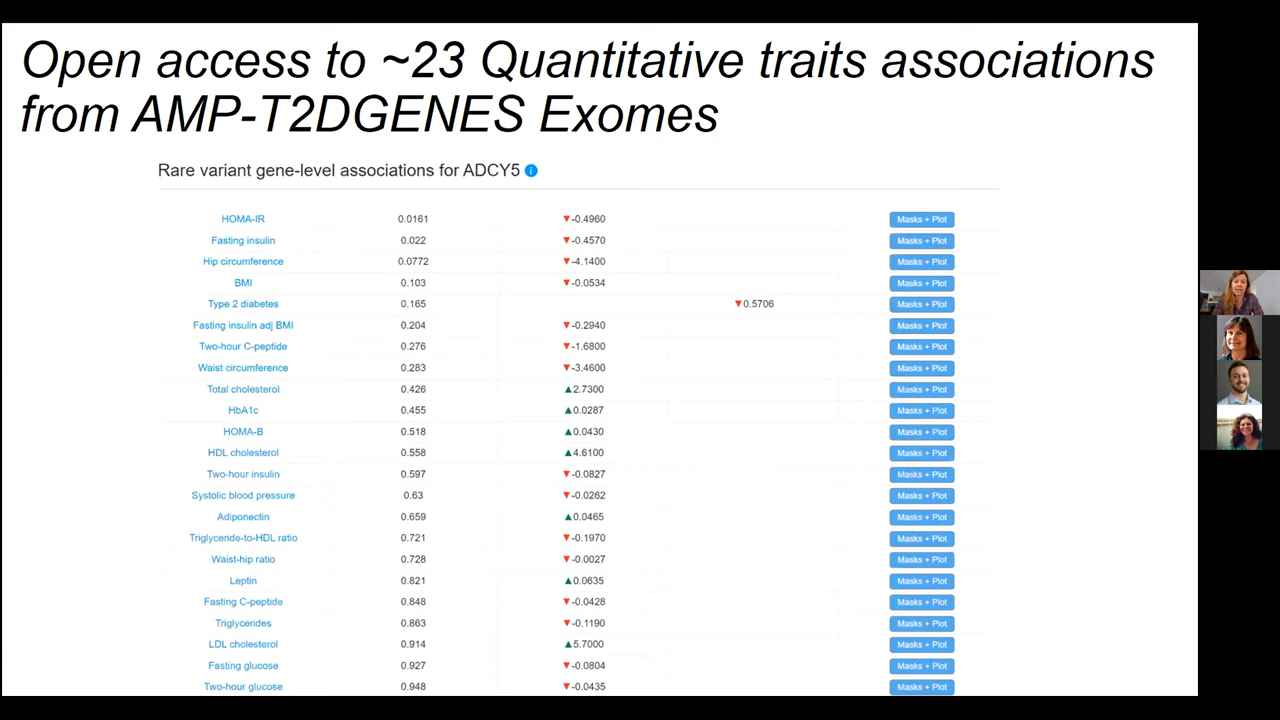 Open access to ~23 Quantitative traits associations
from AMP-T2DGENES Exomes
Rare variant gene-level associations for ADCY5 i
HOMA-IR 0.0161 ▼-0.4960 Masks + Plot
Fasting insulin 0.022 ▼-0.4570 Masks + Plot
Hip circumference 0.0772 ▼-4.1400 Masks + Plot
BMI 0.103 ▼-0.0534 Masks + Plot
Type 2 diabetes 0.165 ▼0.5706 Masks + Plot
Fasting insulin adj BMI 0.204 ▼-0.2940 Masks + Plot
Two-hour C-peptide 0.276 ▼-1.6800 Masks + Plot
Waist circumference 0.283 ▼-3.4600 Masks + Plot
Total cholesterol 0.426 ▲2.7300 Masks + Plot
HbA1c 0.455 ▲0.0287 Masks + Plot
HOMA-B 0.518 ▲0.0430 Masks + Plot
HDL cholesterol 0.558 ▲4.6100 Masks + Plot
Two-hour insulin 0.597 ▼-0.0827 Masks + Plot
Systolic blood pressure 0.63 ▼-0.0262 Masks + Plot
Adiponectin 0.659 ▲0.0465 Masks + Plot
Triglyceride-to-HDL ratio 0.721 ▼-0.1970 Masks + Plot
Waist-hip ratio 0.728 ▼-0.0027 Masks + Plot
Leptin 0.821 ▲0.0635 Masks + Plot
Fasting C-peptide 0.848 ▼-0.0428 Masks + Plot
Triglycerides 0.863 ▼-0.1190 Masks + Plot
LDL cholesterol 0.914 ▲5.7000 Masks + Plot
Fasting glucose 0.927 ▼-0.0804 Masks + Plot
Two-hour glucose 0.948 ▼-0.0435 Masks + Plot